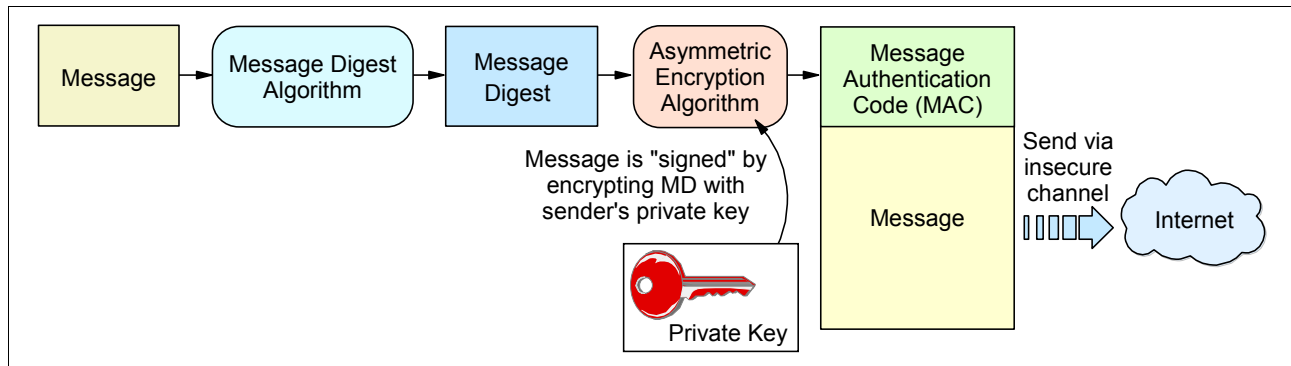 Message
Message Digest
Algorithm
Message
Digest
Asymmetric
Encryption
Algorithm
Message
Authentication
Code (MAC)
Message is "signed" by
encrypting MD with
sender's private key
Message
Send via
insecure
channel
Internet
Private Key